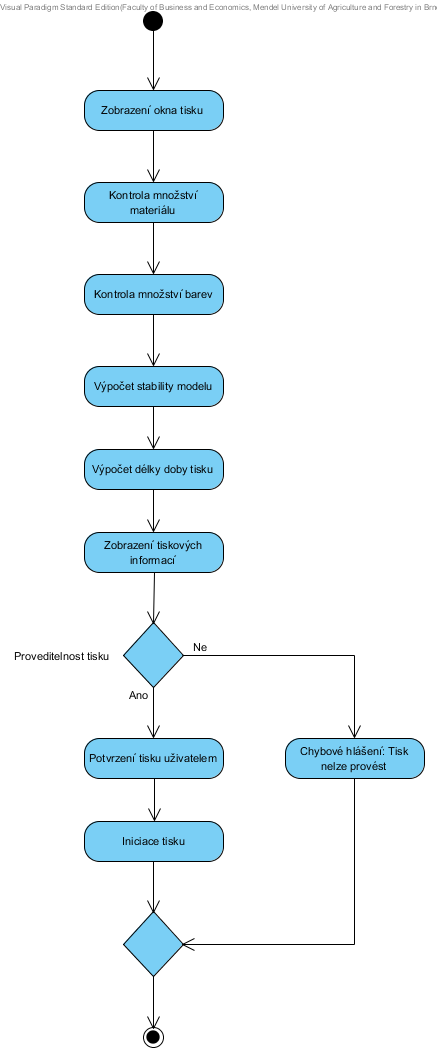 Visual Paradigm Standard Edition(Faculty of Business and Economics, Mendel University of Agriculture and Forestry in Brn
Zobrazení okna tisku
Kontrola množství
materiálu
Kontrola množství barev
Výpočet stability modelu
Výpočet délky doby tisku
Zobrazení tiskových
informací
Proveditelnost tisku
Ne
Ano
Potvrzení tisku uživatelem
Chybové hlášení: Tisk
nelze provést
Iniciace tisku